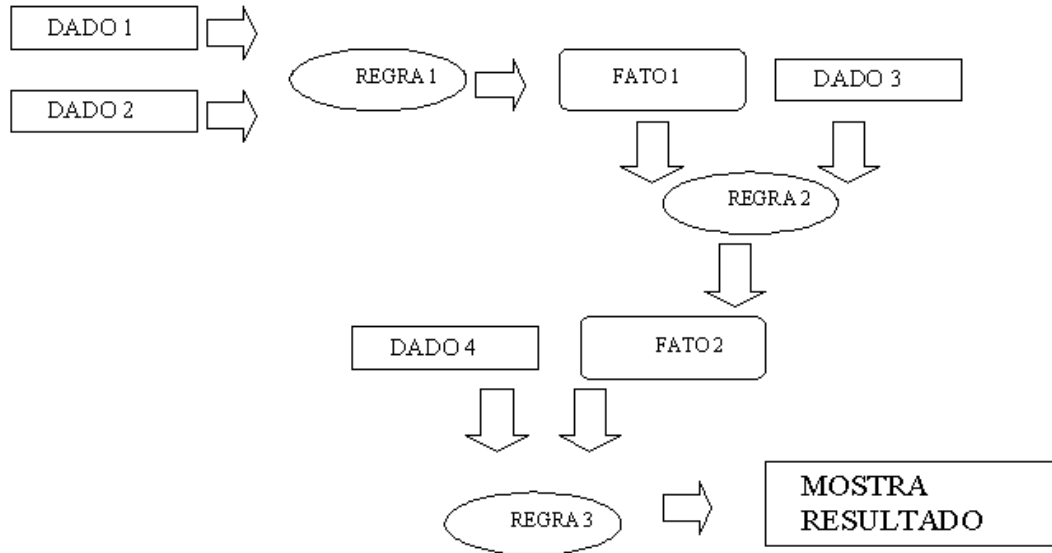 DADO 1
DADO 2
REGRA 1
FATO 1
DADO 3
REGRA 2
DADO 4
FATO 2
REGRA 3
MOSTRA
RESULTADO